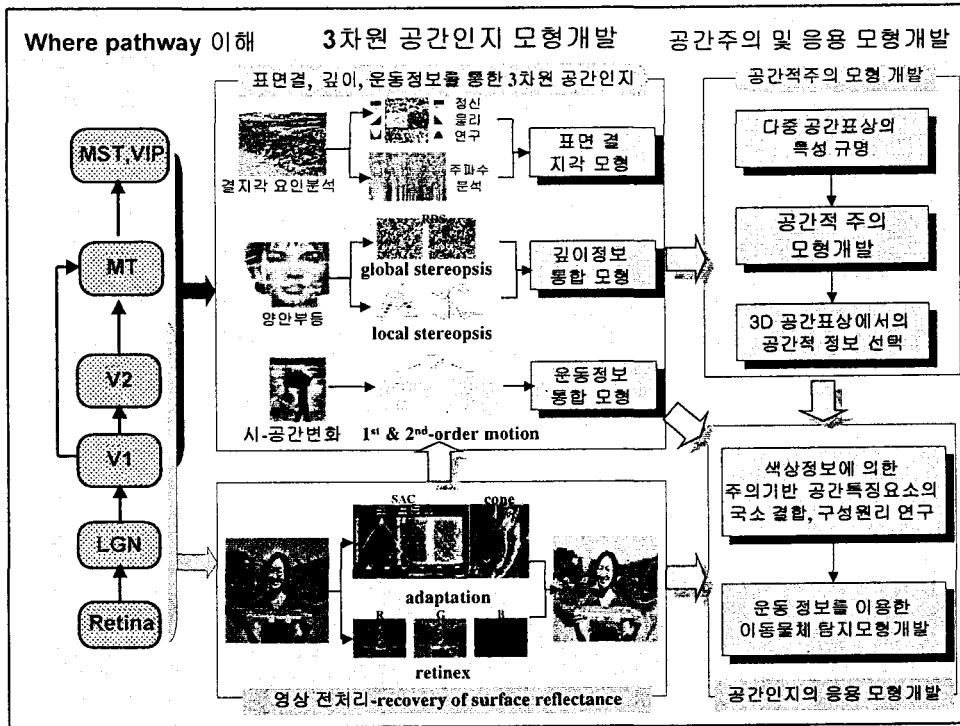 Where pathway 이해
3차원 공간인지 모형개발
공간주의 및 응용 모형개발
MST,VIP
MT
V2
V1
LGN
Retina
표면결, 깊이, 운동정보를 통한 3차원 공간인지
결지각 요인분석
정신
물리
연구
주파수
분석
표면 결
지각 모형
양안부등
RDS
global stereopsis
local stereopsis
깊이정보
통합 모형
시-공간변화
1st & 2nd-order motion
운동정보
통합 모형
SAC
cone
adaptation
R
G
B
retinex
영상 전처리-recovery of surface reflectance
공간적주의 모형 개발
다중 공간표상의
특성 규명
공간적 주의
모형개발
3D 공간표상에서의
공간적 정보 선택
색상정보에 의한
주의기반 공간특징요소의
국소 결합, 구성원리 연구
운동 정보를 이용한
이동물체 탐지모형개발
공간인지의 응용 모형개발